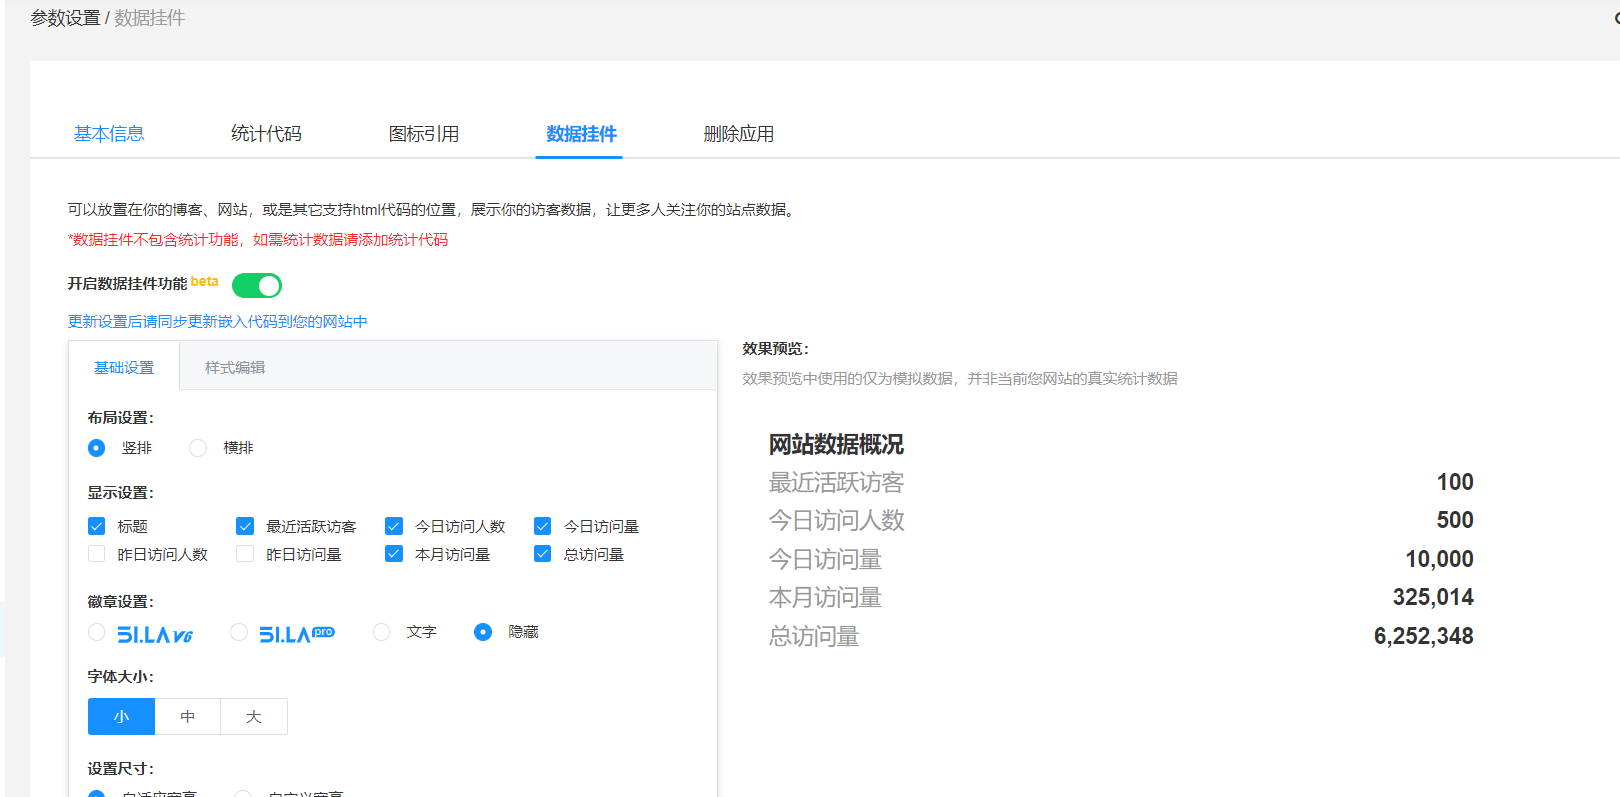 参数设置 / 数据挂件
基本信息 统计代码 图标引用 数据挂件 删除应用
可以放置在你的博客、网站，或是其它支持html代码的位置，展示你的访客数据，让更多人关注你的站点数据。
*数据挂件不包含统计功能，如需统计数据请添加统计代码
开启数据挂件功能 beta
更新设置后请同步更新嵌入代码到您的网站中
基础设置 样式编辑
布局设置：
竖排 横排
显示设置：
标题 最近活跃访客 今日访问人数 今日访问量
昨日访问人数 昨日访问量 本月访问量 总访问量
徽章设置：
51.LA V6 51.LA pro 文字 隐藏
字体大小：
小 中 大
设置尺寸：
自适应宽高 自定义宽高
效果预览：
效果预览中使用的仅为模拟数据，并非当前您网站的真实统计数据
网站数据概况
最近活跃访客 100
今日访问人数 500
今日访问量 10,000
本月访问量 325,014
总访问量 6,252,348